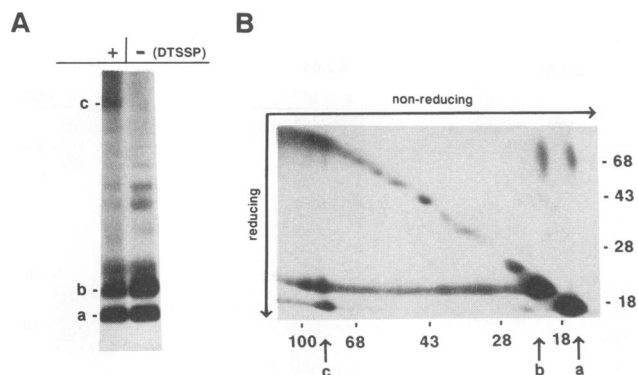 A
+ - (DTSSP)
c -
b -
a -
B
non-reducing
reducing
- 68
- 43
- 28
- 18
100 68 43 28 18
c b a